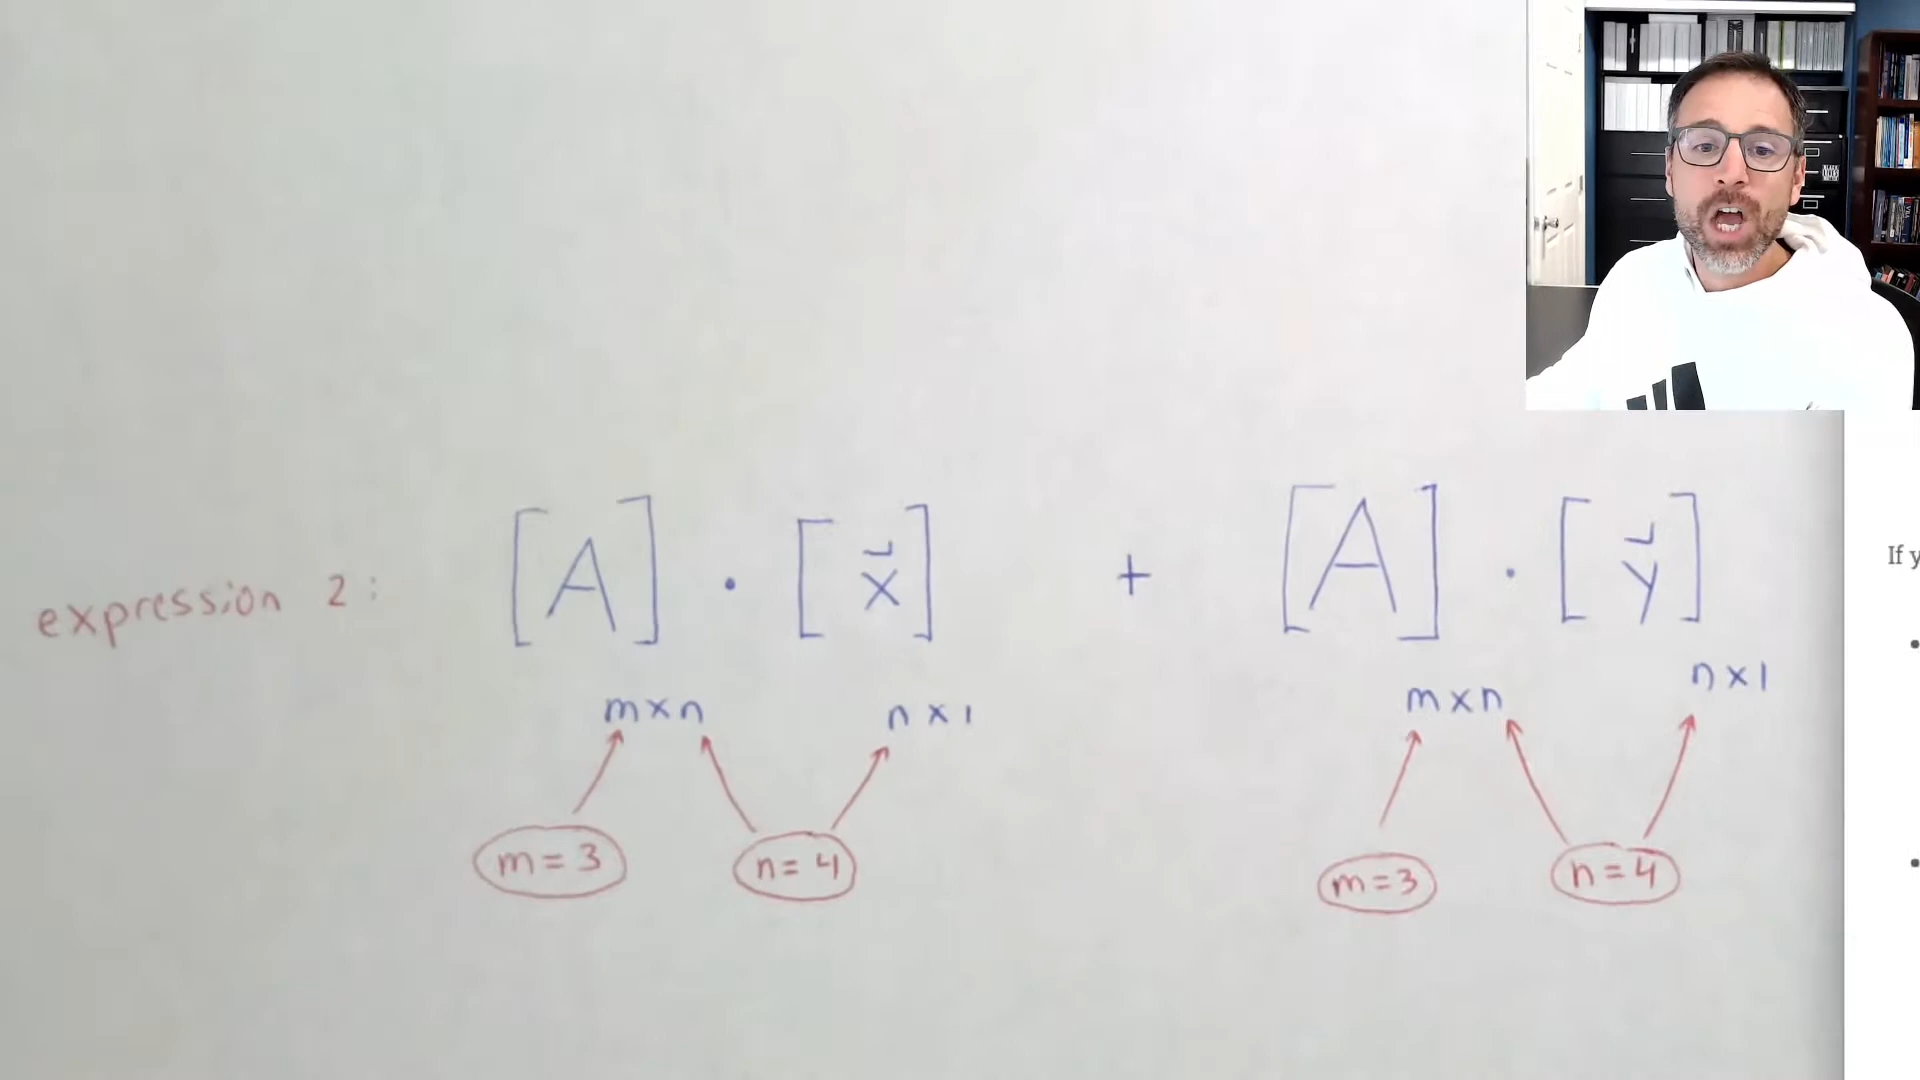 expression 2: [A] · [x⃗] + [A] · [y⃗]
m×n n×1 m×n n×1
m=3 n=4 m=3 n=4
If y